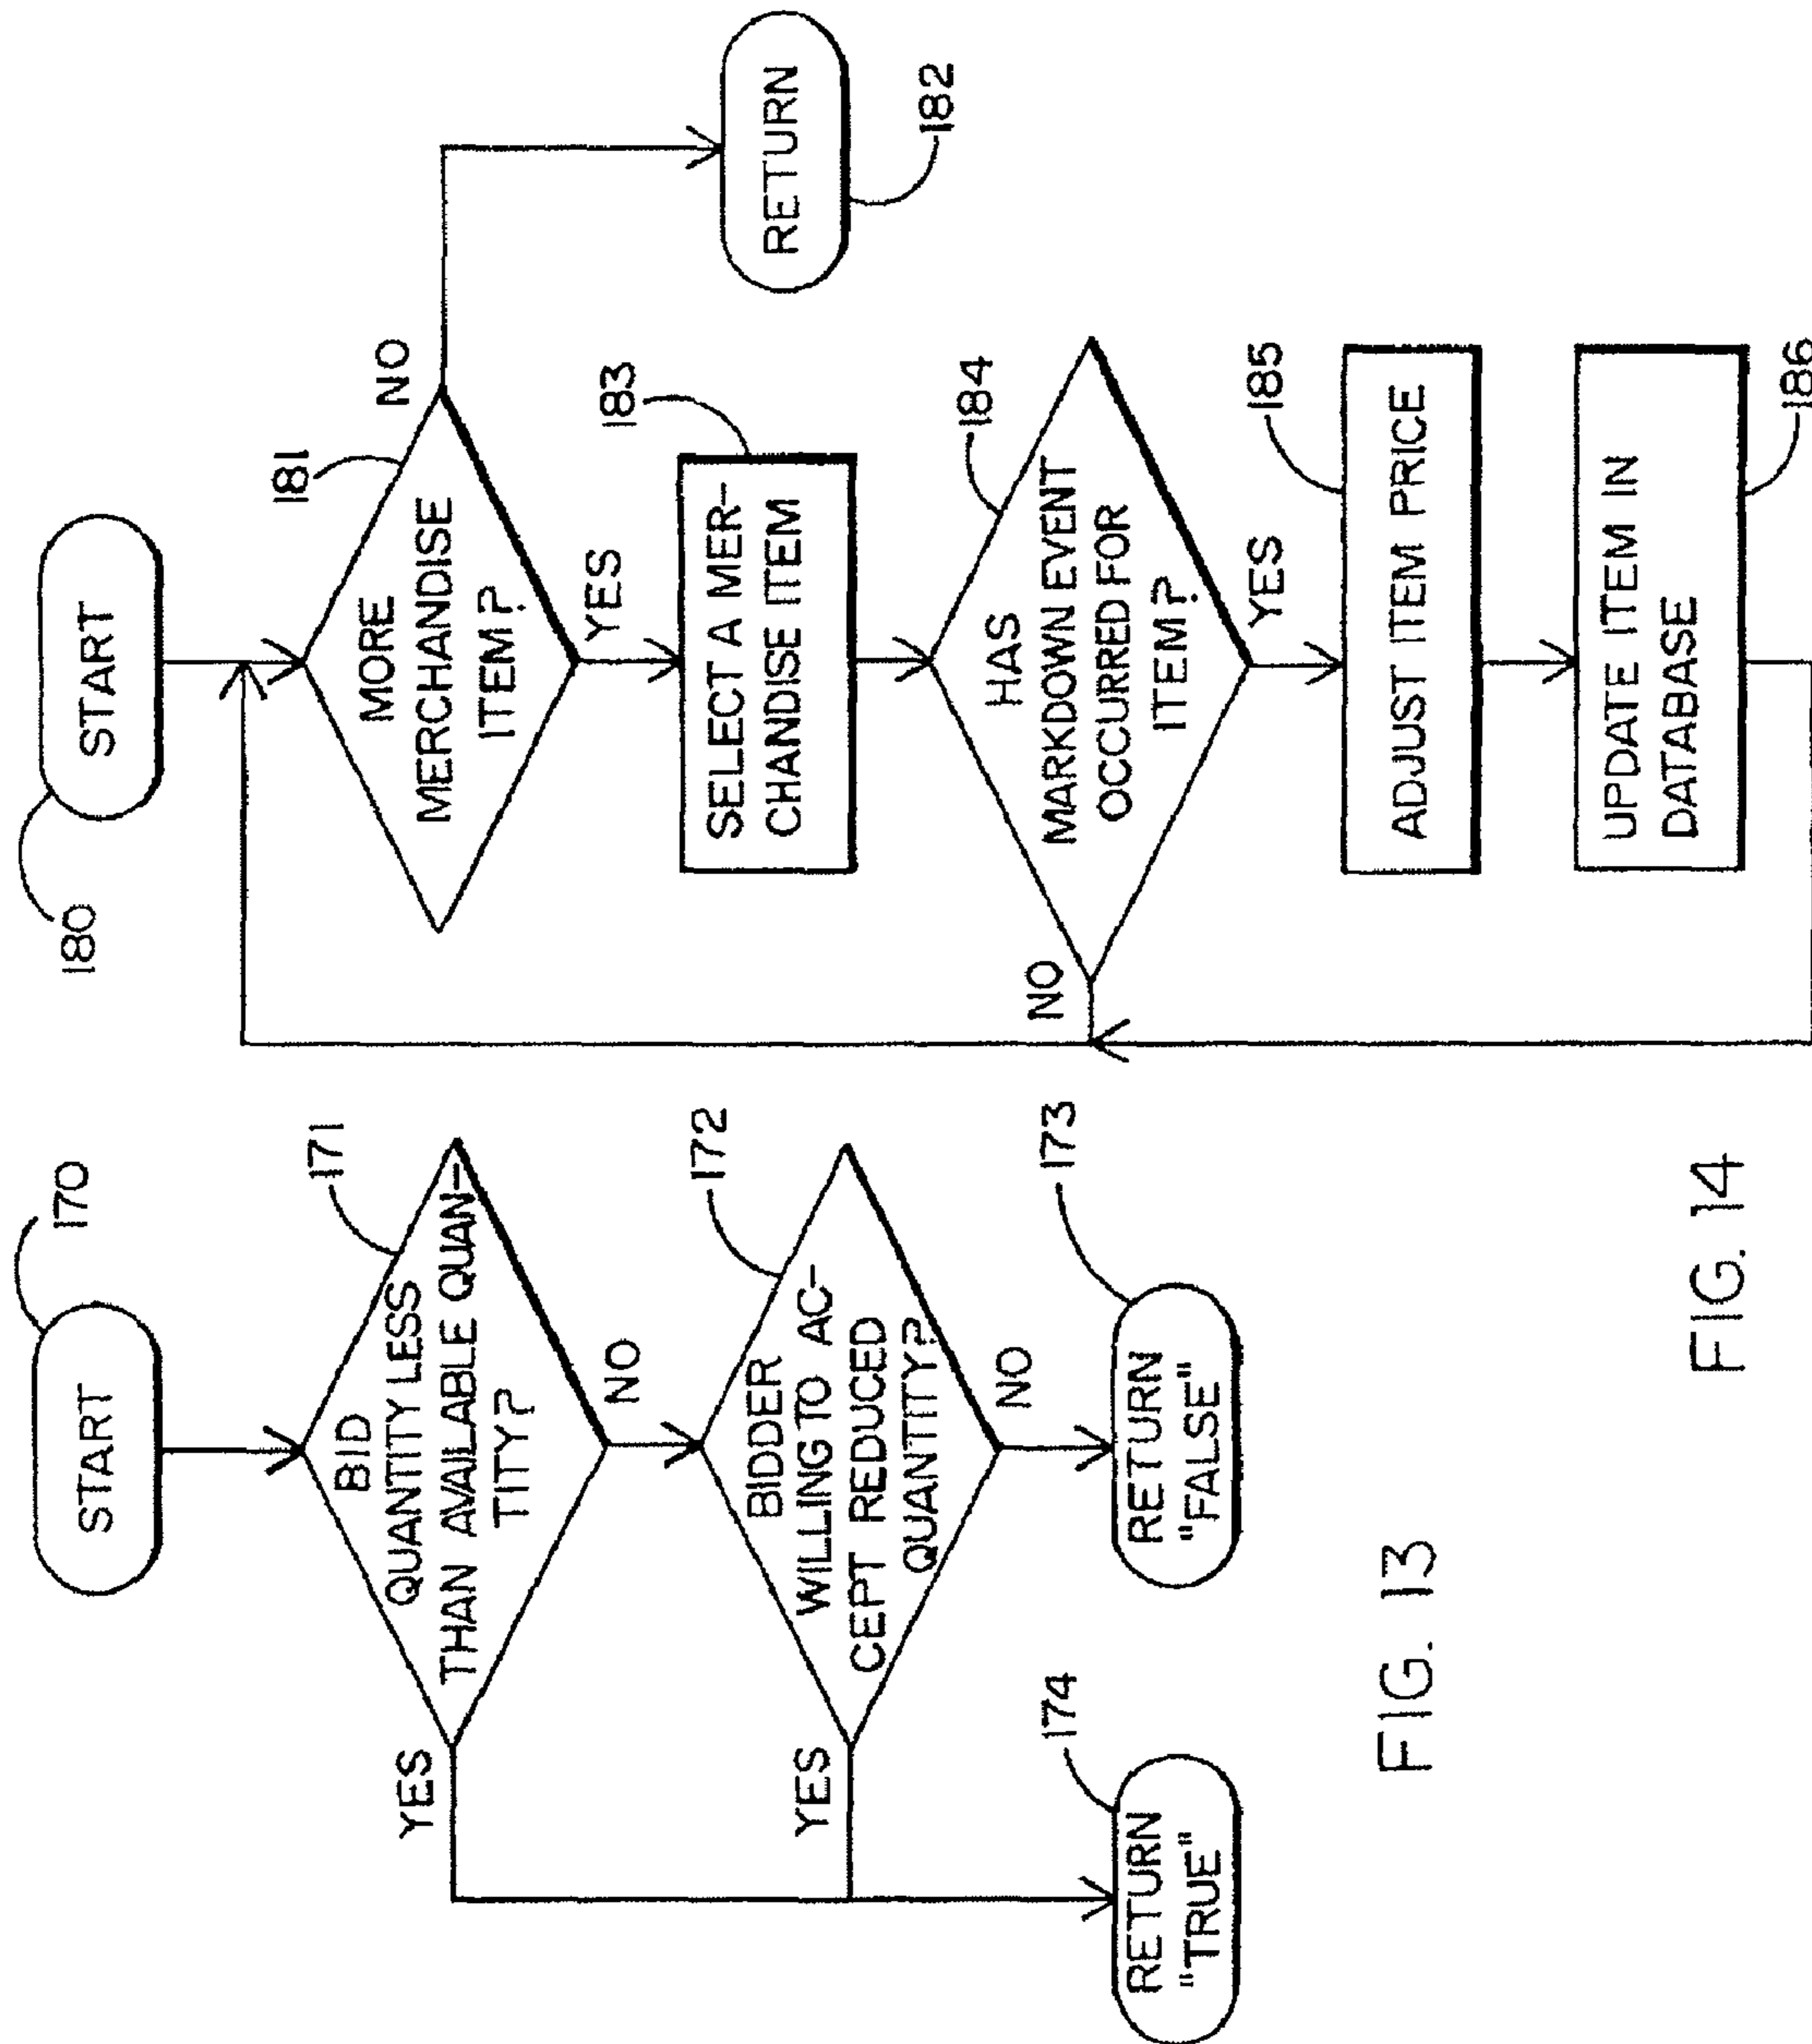 170
START
171
BID
QUANTITY LESS
THAN AVAILABLE QUAN-
TITY?
YES
NO
172
BIDDER
WILLING TO AC-
CEPT REDUCED
QUANTITY?
YES
NO
174
RETURN
"TRUE"
173
RETURN
"FALSE"
FIG. 13
180
START
181
MORE
MERCHANDISE
ITEM?
NO
YES
RETURN
182
183
SELECT A MER-
CHANDISE ITEM
184
HAS
MARKDOWN EVENT
OCCURRED FOR
ITEM?
NO
YES
185
ADJUST ITEM PRICE
UPDATE ITEM IN
DATABASE
186
FIG. 14